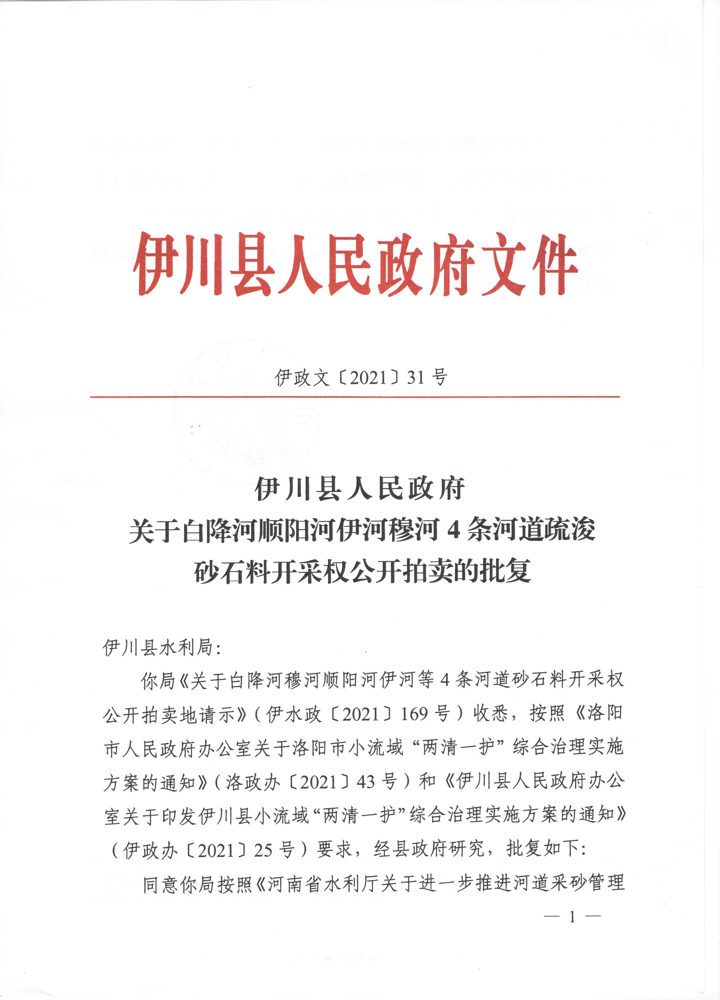 伊川县人民政府文件
伊政文〔2021〕31 号
伊川县人民政府
关于白降河顺阳河伊河穆河 4 条河道疏浚
砂石料开采权公开拍卖的批复
伊川县水利局：
你局《关于白降河穆河顺阳河伊河等 4 条河道砂石料开采权
公开拍卖地请示》（伊水政〔2021〕169 号）收悉，按照《洛阳
市人民政府办公室关于洛阳市小流域“两清一护”综合治理实施
方案的通知》（洛政办〔2021〕43 号）和《伊川县人民政府办公
室关于印发伊川县小流域“两清一护”综合治理实施方案的通知》
（伊政办〔2021〕25 号）要求，经县政府研究，批复如下：
同意你局按照《河南省水利厅关于进一步推进河道采砂管理
— 1 —